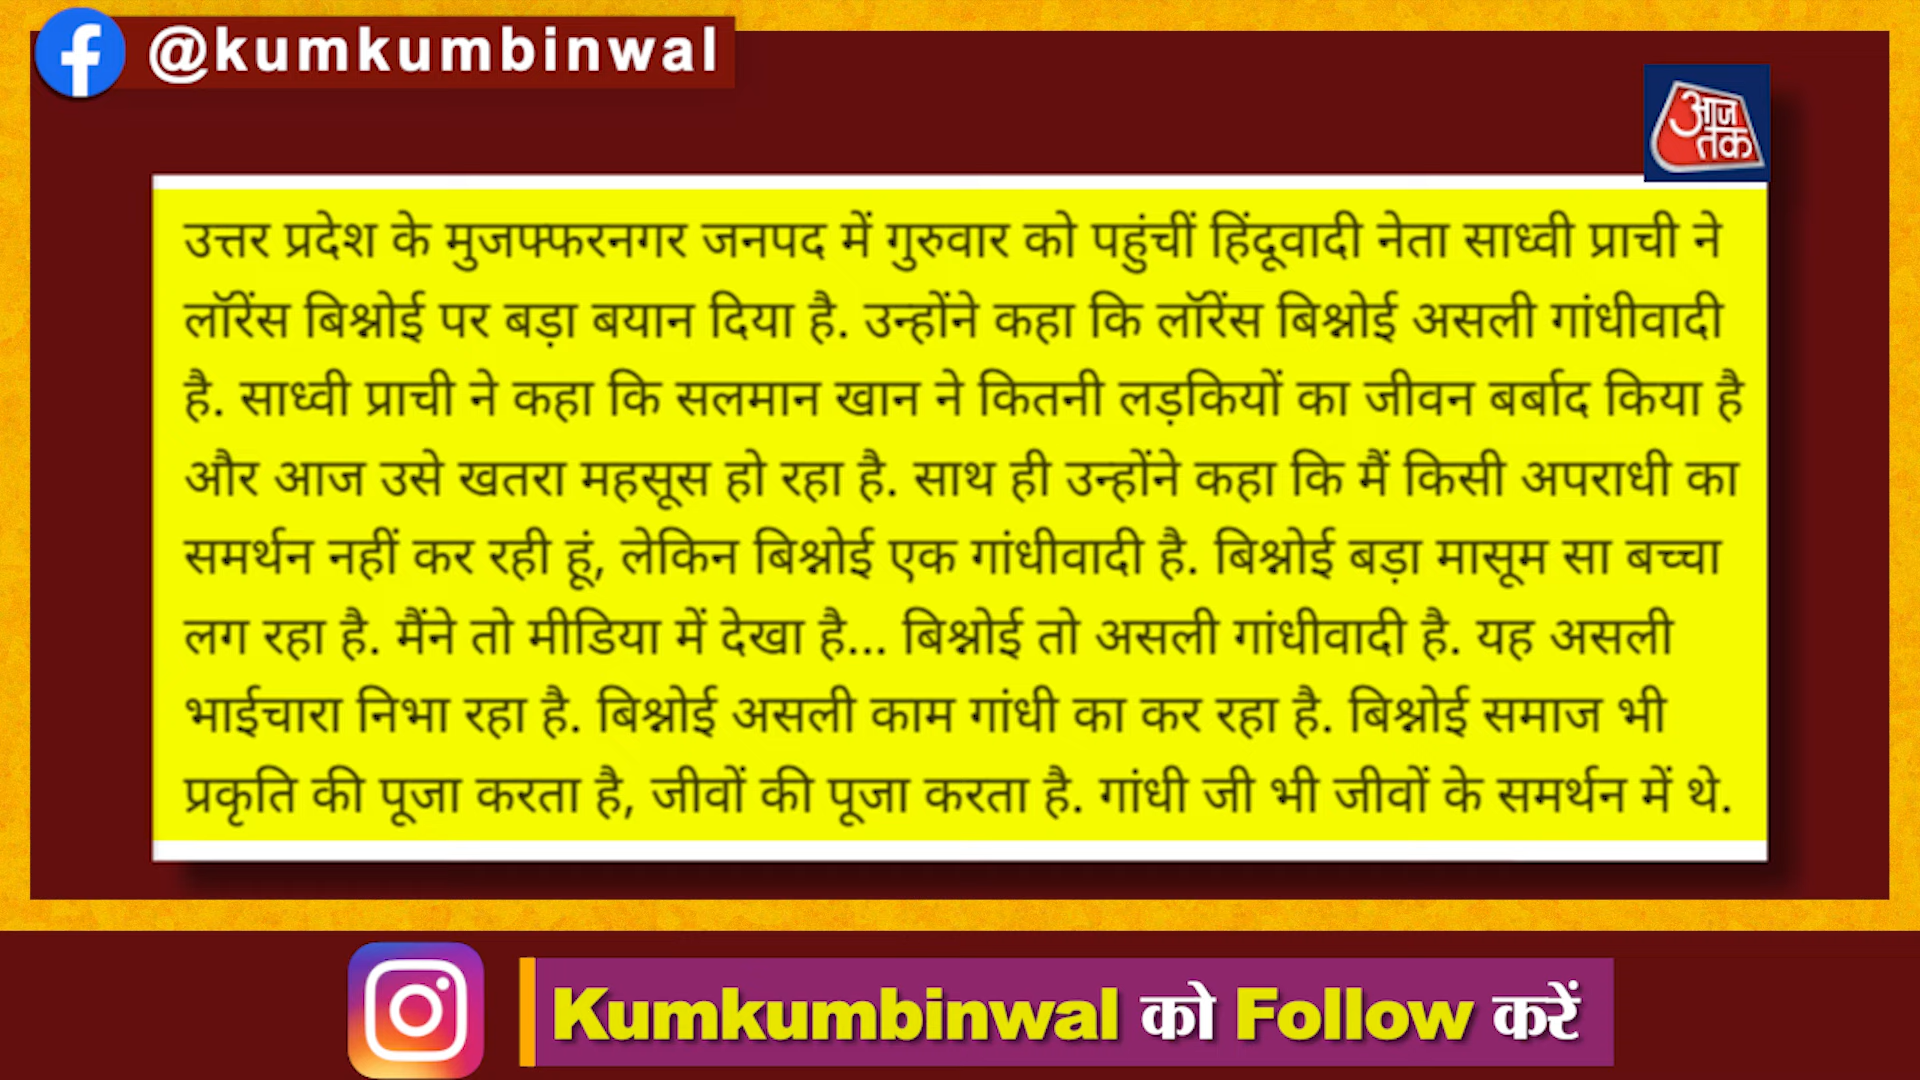 @kumkumbinwal
आज
तक
उत्तर प्रदेश के मुजफ्फरनगर जनपद में गुरुवार को पहुंचीं हिंदूवादी नेता साध्वी प्राची ने
लॉरेंस बिश्नोई पर बड़ा बयान दिया है. उन्होंने कहा कि लॉरेंस बिश्नोई असली गांधीवादी
है. साध्वी प्राची ने कहा कि सलमान खान ने कितनी लड़कियों का जीवन बर्बाद किया है
और आज उसे खतरा महसूस हो रहा है. साथ ही उन्होंने कहा कि मैं किसी अपराधी का
समर्थन नहीं कर रही हूं, लेकिन बिश्नोई एक गांधीवादी है. बिश्नोई बड़ा मासूम सा बच्चा
लग रहा है. मैंने तो मीडिया में देखा है... बिश्नोई तो असली गांधीवादी है. यह असली
भाईचारा निभा रहा है. बिश्नोई असली काम गांधी का कर रहा है. बिश्नोई समाज भी
प्रकृति की पूजा करता है, जीवों की पूजा करता है. गांधी जी भी जीवों के समर्थन में थे.
Kumkumbinwal को Follow करें